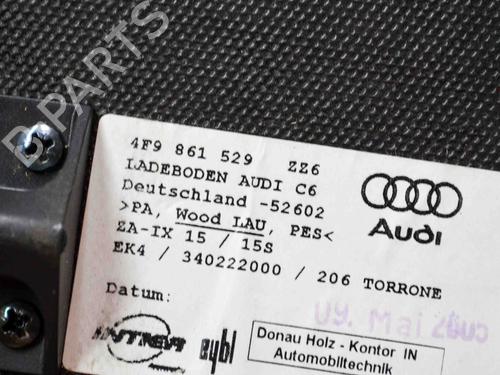 B-PARTS
4F9 861 529 ZZ6
LADEBODEN AUDI C6
Deutschland -52602
>PA, Wood LAU, PES<
ZA-IX 15 / 15S
EK4 / 340222000 / 206 TORRONE
Datum:
Audi
09. Mai
INTIER eybl
Donau Holz - Kontor IN
Automobiltechnik